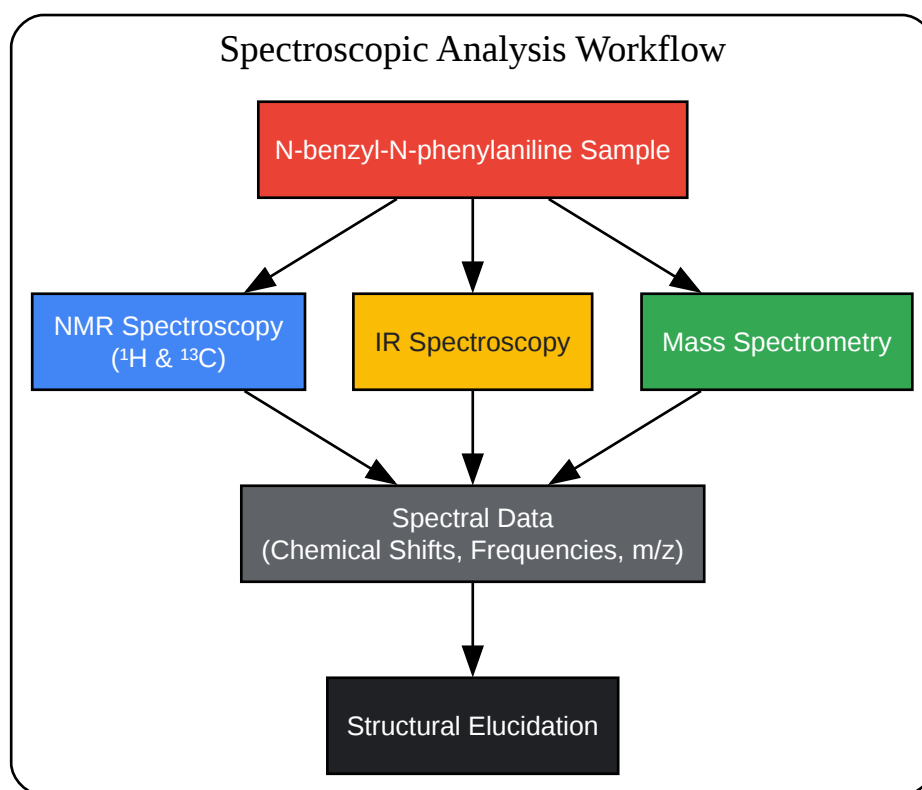 Spectroscopic Analysis Workflow
N-benzyl-N-phenylaniline Sample
NMR Spectroscopy
(¹H & ¹³C)
IR Spectroscopy
Mass Spectrometry
Spectral Data
(Chemical Shifts, Frequencies, m/z)
Structural Elucidation